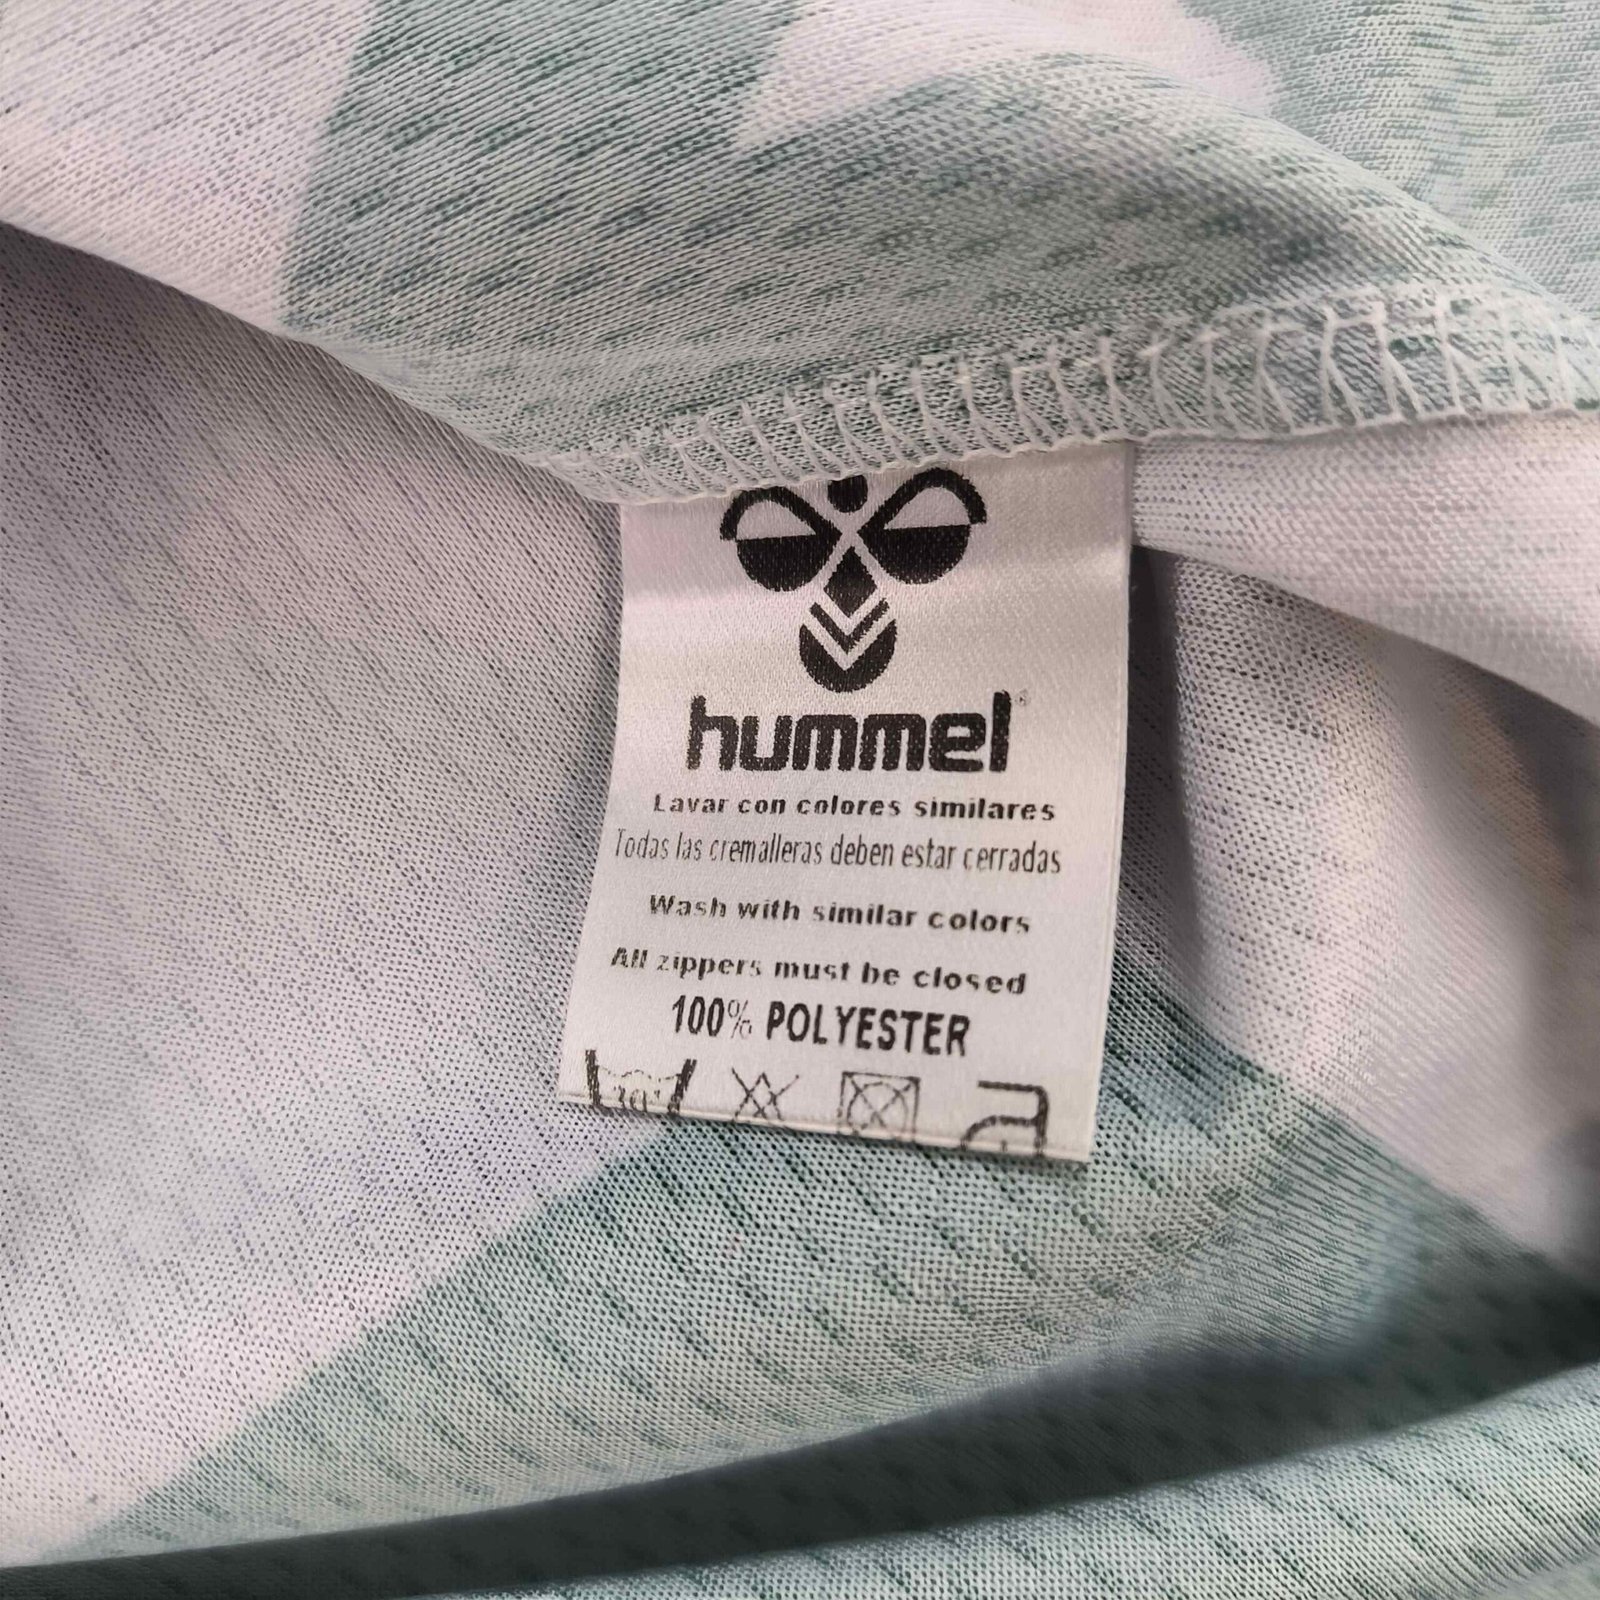 hummel
Lavar con colores similares
Todas las cremalleras deben estar cerradas
Wash with similar colors
All zippers must be closed
100% POLYESTER
30°